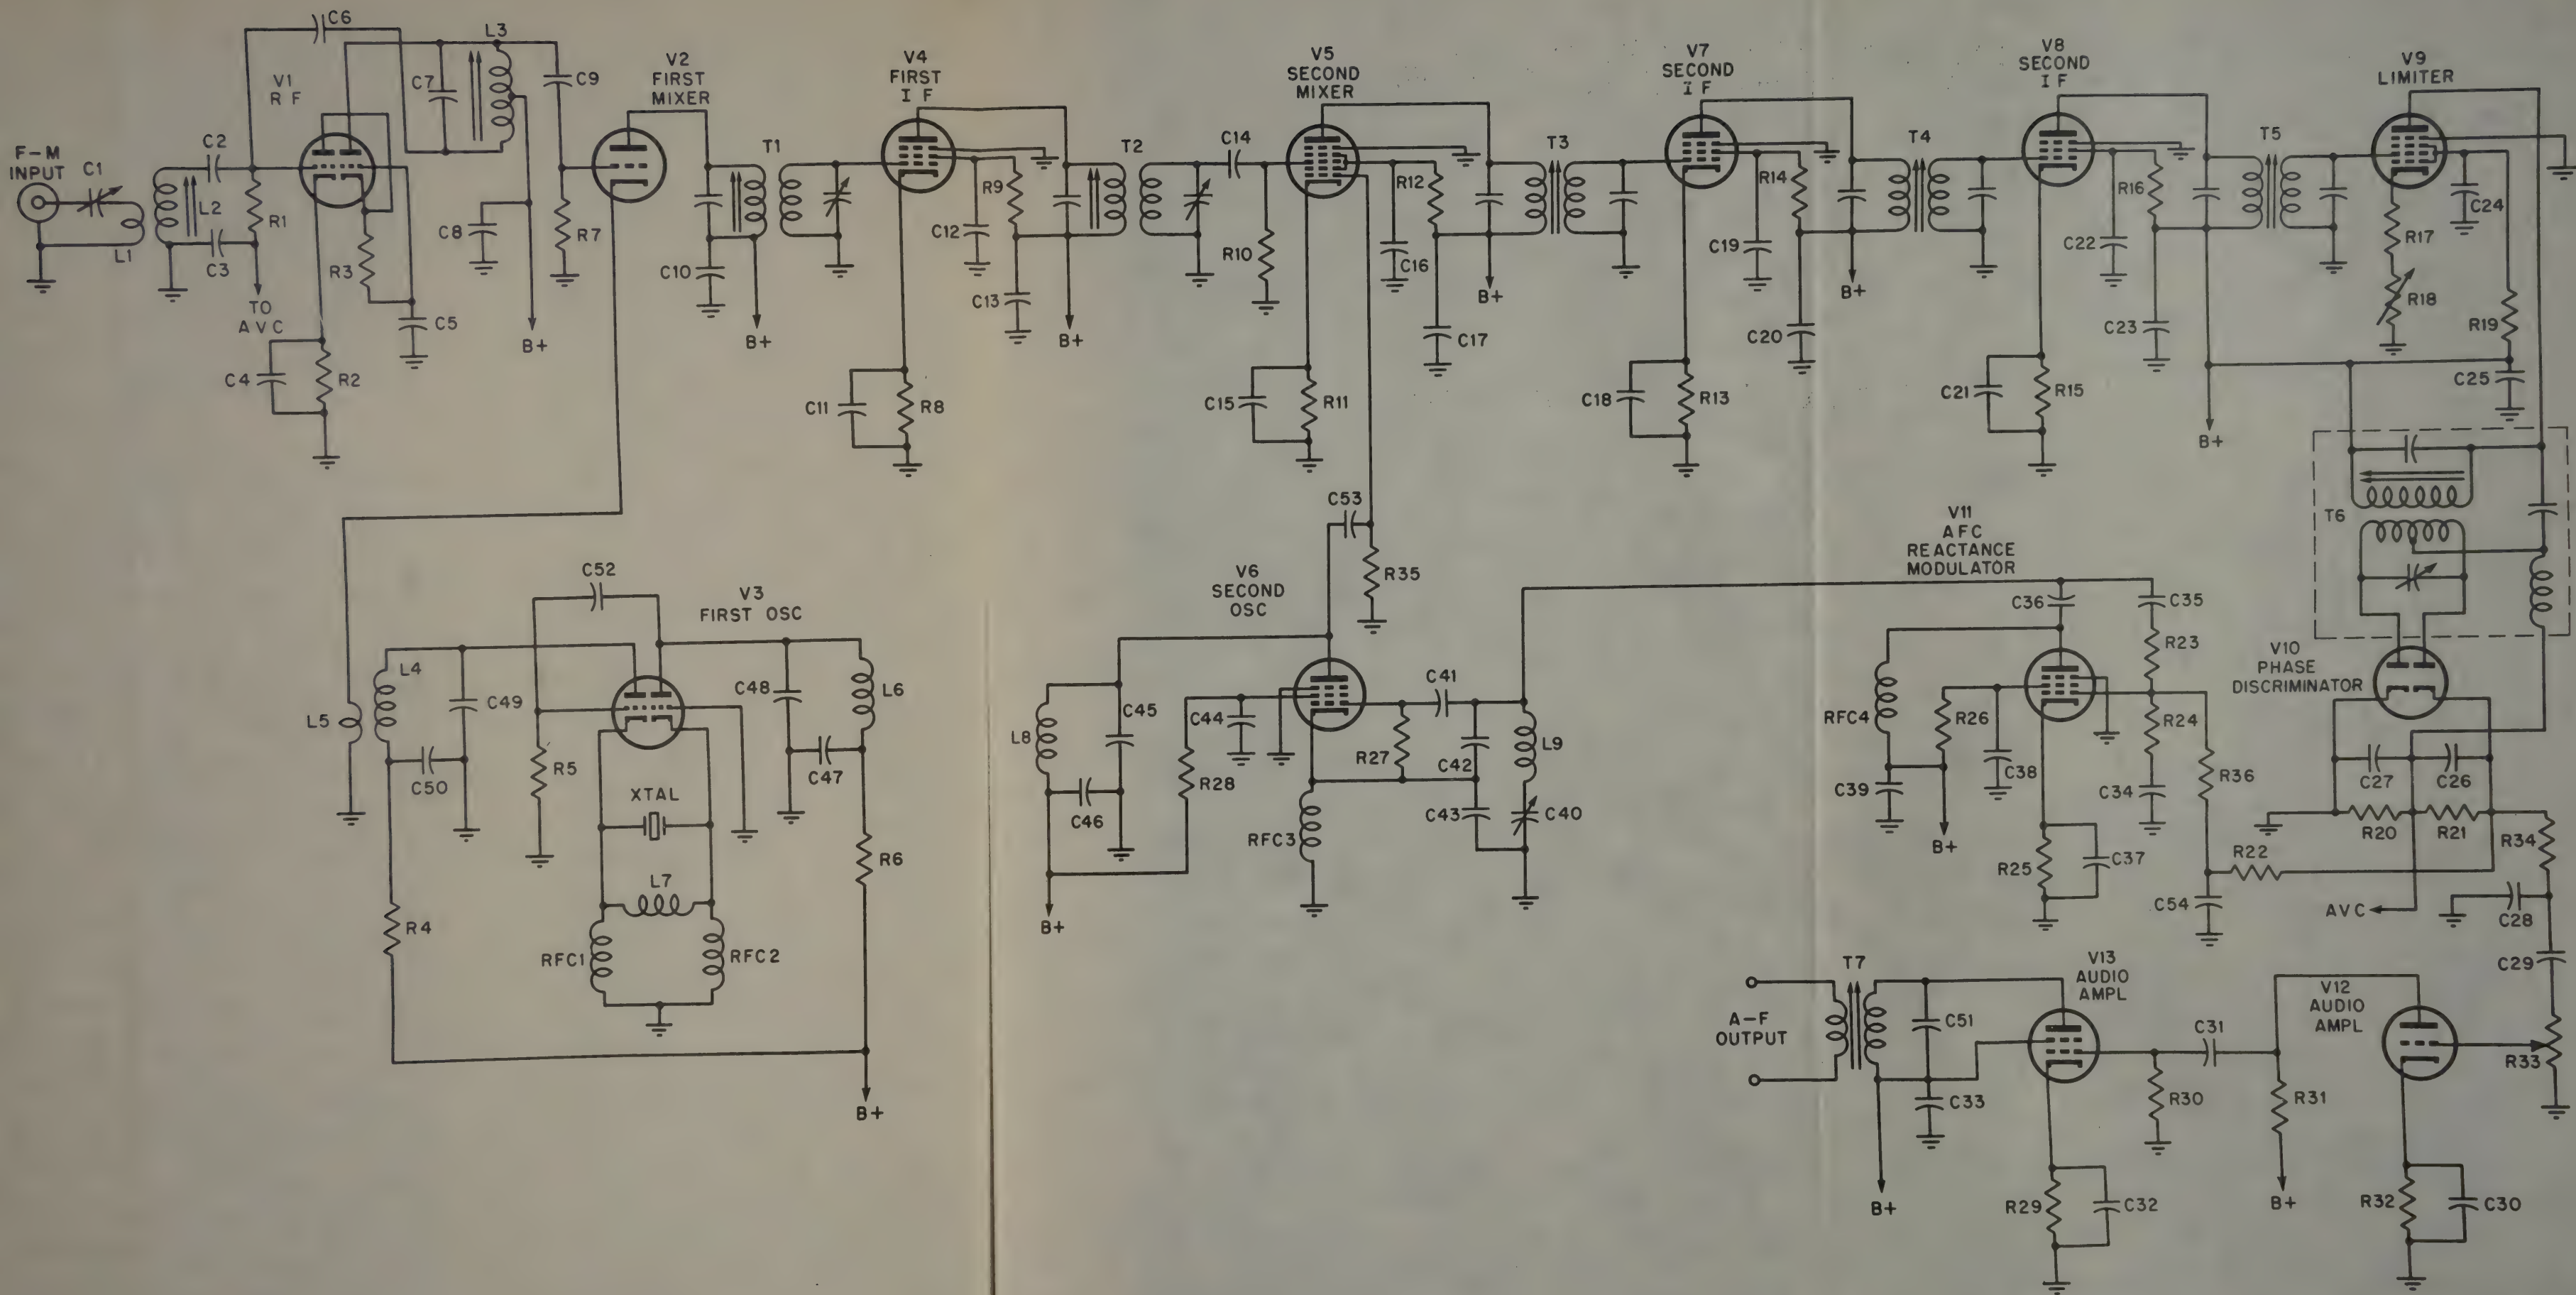 C6
L3
V1
R F
C7
C9
V2
FIRST
MIXER
V4
FIRST
I F
V5
SECOND
MIXER
V7
SECOND
I F
V8
SECOND
I F
V9
LIMITER
F-M
INPUT
C1
C2
L2
R1
L1
C3
TO
AVC
R3
C5
C4
R2
C8
B+
R7
T1
C10
B+
R9
C12
C13
C11
R8
B+
T2
C14
R10
R12
C16
C17
C15
R11
T3
B+
R14
C19
C20
C18
R13
T4
B+
R16
C22
C23
C21
R15
T5
B+
R17
R18
C24
R19
C25
T6
C53
R35
C52
V3
FIRST OSC
L4
C49
L5
C50
R5
C48
L6
C47
XTAL
L7
RFC1
RFC2
R4
R6
B+
V6
SECOND
OSC
L8
C45
C46
R28
C44
B+
RFC3
R27
C41
C42
C43
L9
C40
V11
AFC
REACTANCE
MODULATOR
C36
C35
R23
RFC4
R26
C38
R24
C34
C39
B+
R25
C37
R36
C54
R22
V10
PHASE
DISCRIMINATOR
C27
C26
R20
R21
R34
AVC
C28
C29
T7
A-F
OUTPUT
C51
C33
B+
V13
AUDIO
AMPL
R29
C32
C31
R30
R31
B+
V12
AUDIO
AMPL
R33
R32
C30